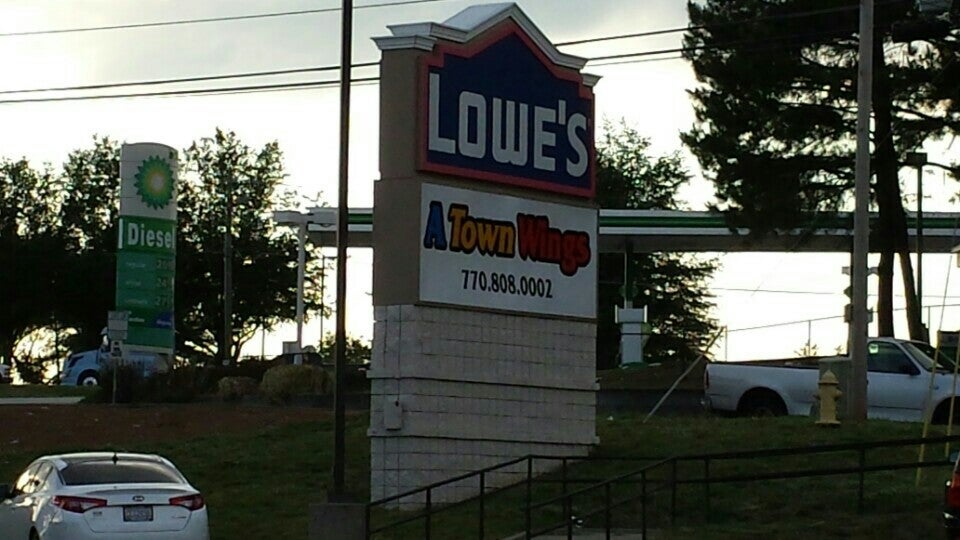 Diesel
LOWE'S
A Town Wings
770.808.0002